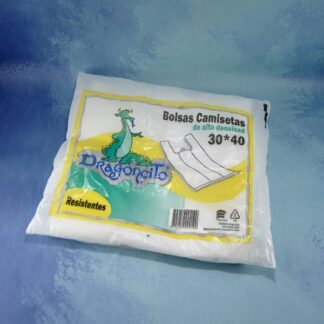 Bolsas Camisetas
de alta densidad
30*40
Dragoncito
Resistentes